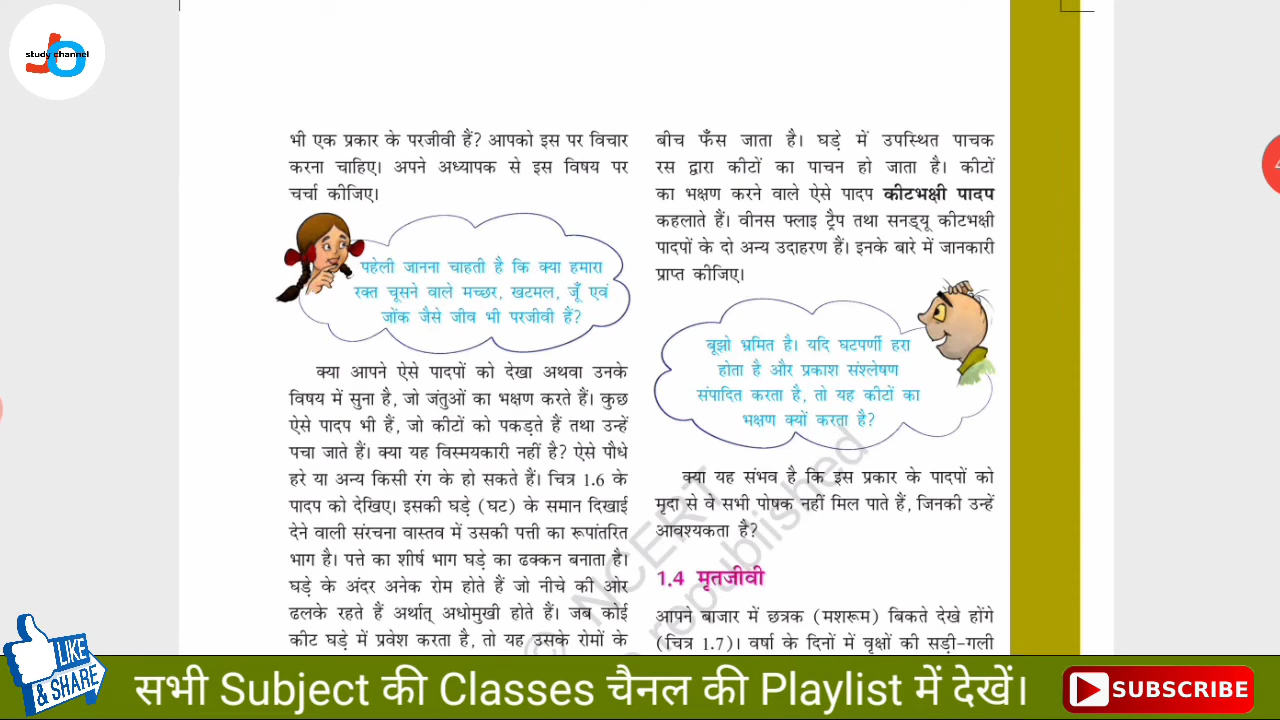 study channel
JO
भी एक प्रकार के परजीवी हैं? आपको इस पर विचार
करना चाहिए। अपने अध्यापक से इस विषय पर
चर्चा कीजिए।
पहेली जानना चाहती है कि क्या हमारा
रक्त चूसने वाले मच्छर, खटमल, जूँ एवं
जोंक जैसे जीव भी परजीवी हैं?
क्या आपने ऐसे पादपों को देखा अथवा उनके
विषय में सुना है, जो जंतुओं का भक्षण करते हैं। कुछ
ऐसे पादप भी हैं, जो कीटों को पकड़ते हैं तथा उन्हें
पचा जाते हैं। क्या यह विस्मयकारी नहीं है? ऐसे पौधे
हरे या अन्य किसी रंग के हो सकते हैं। चित्र 1.6 के
पादप को देखिए। इसकी घड़े (घट) के समान दिखाई
देने वाली संरचना वास्तव में उसकी पत्ती का रूपांतरित
भाग है। पत्ते का शीर्ष भाग घड़े का ढक्कन बनाता है।
घड़े के अंदर अनेक रोम होते हैं जो नीचे की ओर
ढलके रहते हैं अर्थात् अधोमुखी होते हैं। जब कोई
कीट घड़े में प्रवेश करता है, तो यह उसके रोमों के
बीच फँस जाता है। घड़े में उपस्थित पाचक
रस द्वारा कीटों का पाचन हो जाता है। कीटों
का भक्षण करने वाले ऐसे पादप कीटभक्षी पादप
कहलाते हैं। वीनस फ्लाइ ट्रैप तथा सनड्यू कीटभक्षी
पादपों के दो अन्य उदाहरण हैं। इनके बारे में जानकारी
प्राप्त कीजिए।
बूझो भ्रमित है। यदि घटपर्णी हरा
होता है और प्रकाश संश्लेषण
संपादित करता है, तो यह कीटों का
भक्षण क्यों करता है?
क्या यह संभव है कि इस प्रकार के पादपों को
मृदा से वे सभी पोषक नहीं मिल पाते हैं, जिनकी उन्हें
आवश्यकता है?
1.4 मृतजीवी
आपने बाजार में छत्रक (मशरूम) बिकते देखे होंगे
(चित्र 1.7)। वर्षा के दिनों में वृक्षों की सड़ी-गली
© NCERT
republished
LIKE
& SHARE
सभी Subject की Classes चैनल की Playlist में देखें।
SUBSCRIBE